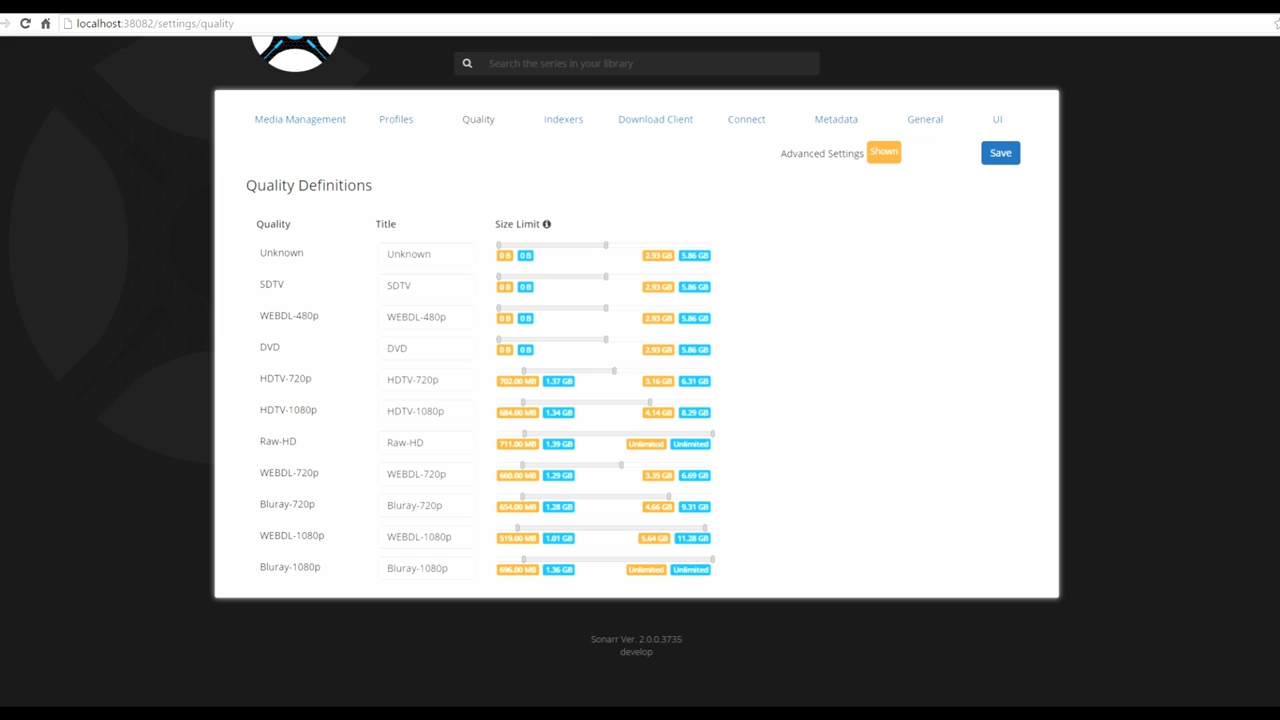 localhost:38082/settings/quality
Search the series in your library
Media Management Profiles Quality Indexers Download Client Connect Metadata General UI
Advanced Settings Shown Save
Quality Definitions
Quality Title Size Limit
Unknown Unknown 0 B 0 B 2.93 GB 5.86 GB
SDTV SDTV 0 B 0 B 2.93 GB 5.86 GB
WEBDL-480p WEBDL-480p 0 B 0 B 2.93 GB 5.86 GB
DVD DVD 0 B 0 B 2.93 GB 5.86 GB
HDTV-720p HDTV-720p 702.00 MB 1.37 GB 3.16 GB 6.31 GB
HDTV-1080p HDTV-1080p 684.00 MB 1.34 GB 4.14 GB 8.29 GB
Raw-HD Raw-HD 711.00 MB 1.39 GB Unlimited Unlimited
WEBDL-720p WEBDL-720p 660.00 MB 1.29 GB 3.35 GB 6.69 GB
Bluray-720p Bluray-720p 654.00 MB 1.28 GB 4.66 GB 9.31 GB
WEBDL-1080p WEBDL-1080p 519.00 MB 1.01 GB 5.64 GB 11.28 GB
Bluray-1080p Bluray-1080p 696.00 MB 1.36 GB Unlimited Unlimited
Sonarr Ver. 2.0.0.3735
develop